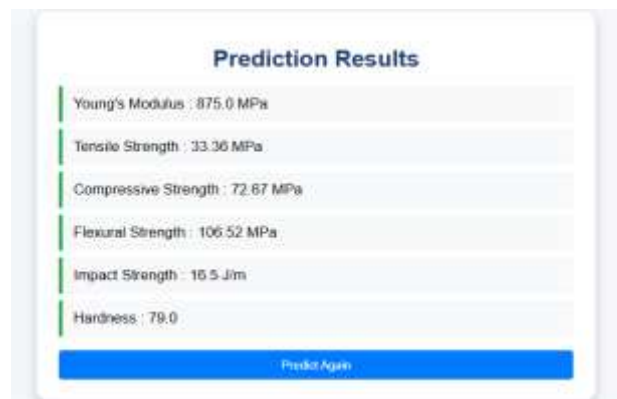 Prediction Results
Young's Modulus : 875.0 MPa
Tensile Strength : 33.36 MPa
Compressive Strength : 72.67 MPa
Flexural Strength : 106.52 MPa
Impact Strength : 16.5 J/m
Hardness : 79.0
Predict Again